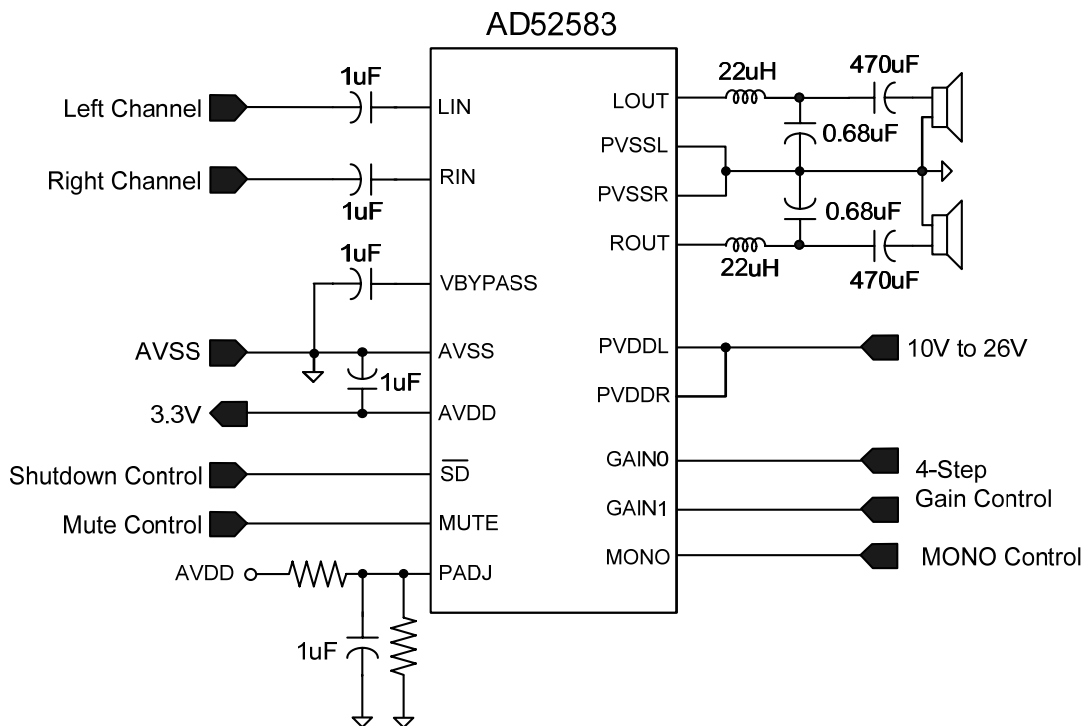 AD52583
1uF
Left Channel
LIN
Right Channel
RIN
1uF
1uF
VBYPASS
AVSS
AVSS
1uF
3.3V
AVDD
Shutdown Control
SD
Mute Control
MUTE
AVDD
PADJ
1uF
22uH
470uF
LOUT
0.68uF
PVSSL
PVSSR
0.68uF
ROUT
22uH
470uF
PVDDL
10V to 26V
PVDDR
GAIN0
4-Step
Gain Control
GAIN1
MONO
MONO Control